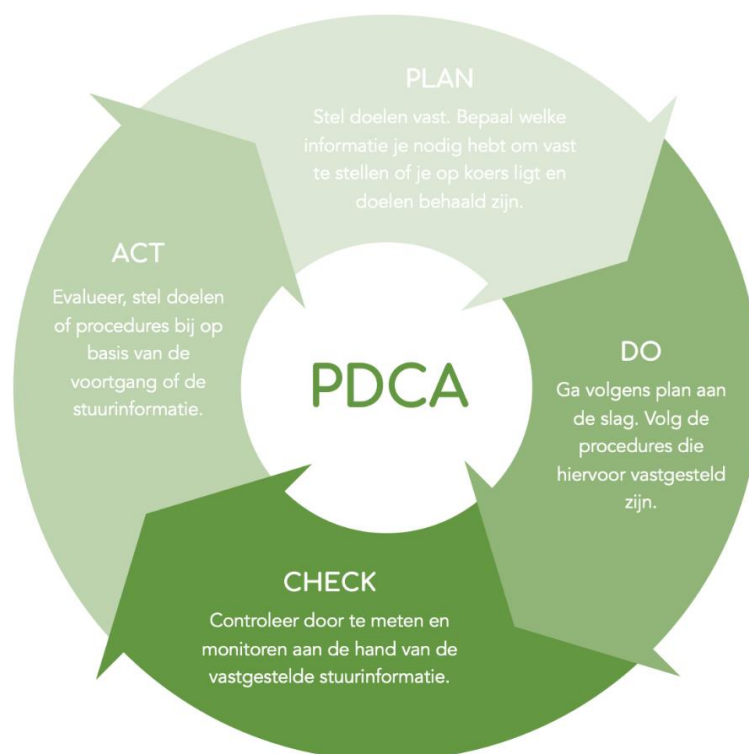 PLAN
Stel doelen vast. Bepaal welke
informatie je nodig hebt om vast
te stellen of je op koers ligt en
doelen behaald zijn.
DO
Ga volgens plan aan
de slag. Volg de
procedures die
hiervoor vastgesteld
zijn.
CHECK
Controleer door te meten en
monitoren aan de hand van de
vastgestelde stuurinformatie.
ACT
Evalueer, stel doelen
of procedures bij op
basis van de
voortgang of de
stuurinformatie.
PDCA